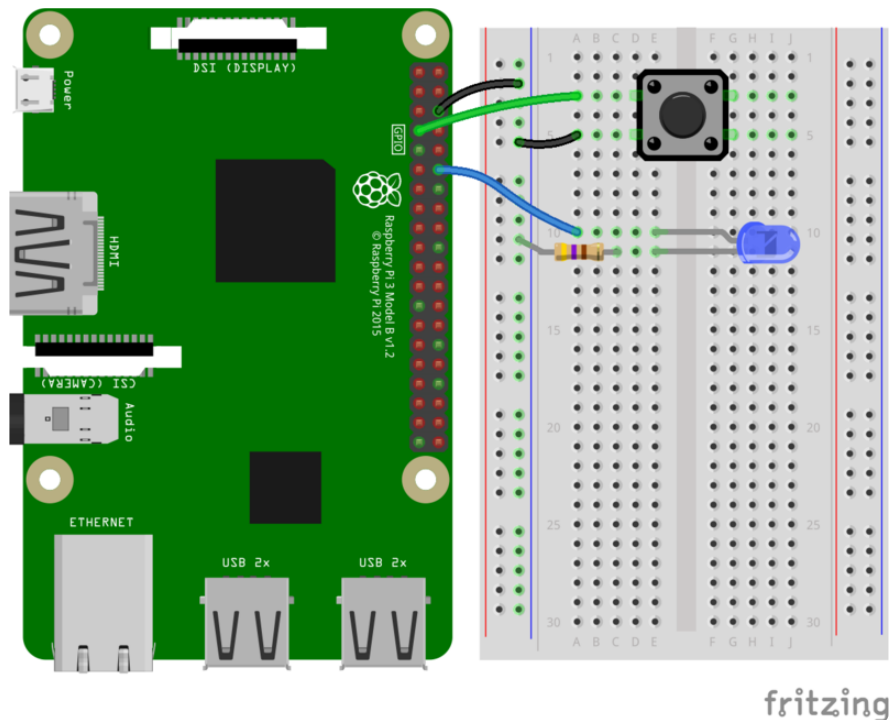 DSI (DISPLAY)
Power
GPIO
HDMI
Raspberry Pi 3 Model B v1.2
© Raspberry Pi 2015
CSI (CAMERA)
Audio
ETHERNET
USB 2x
USB 2x
A B C D E F G H I J
1 1
5 5
10 10
15 15
20 20
25 25
30 30
A B C D E F G H I J
fritzing